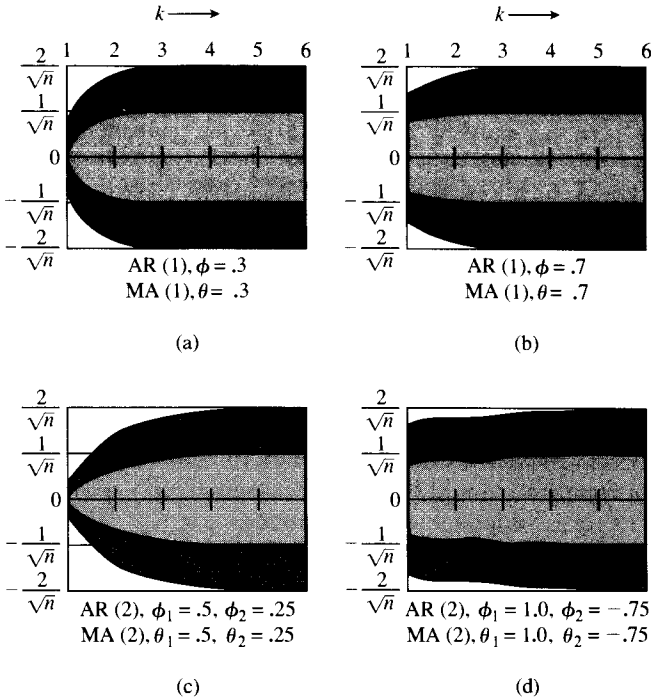 k → k →
1 2 3 4 5 6 1 2 3 4 5 6
2/√n 2/√n
1/√n 1/√n
0 0
−1/√n −1/√n
−2/√n −2/√n
AR (1), ϕ = .3 AR (1), ϕ = .7
MA (1), θ = .3 MA (1), θ = .7
(a) (b)
2/√n 2/√n
1/√n 1/√n
0 0
−1/√n −1/√n
−2/√n −2/√n
AR (2), ϕ₁ = .5, ϕ₂ = .25 AR (2), ϕ₁ = 1.0, ϕ₂ = −.75
MA (2), θ₁ = .5, θ₂ = .25 MA (2), θ₁ = 1.0, θ₂ = −.75
(c) (d)